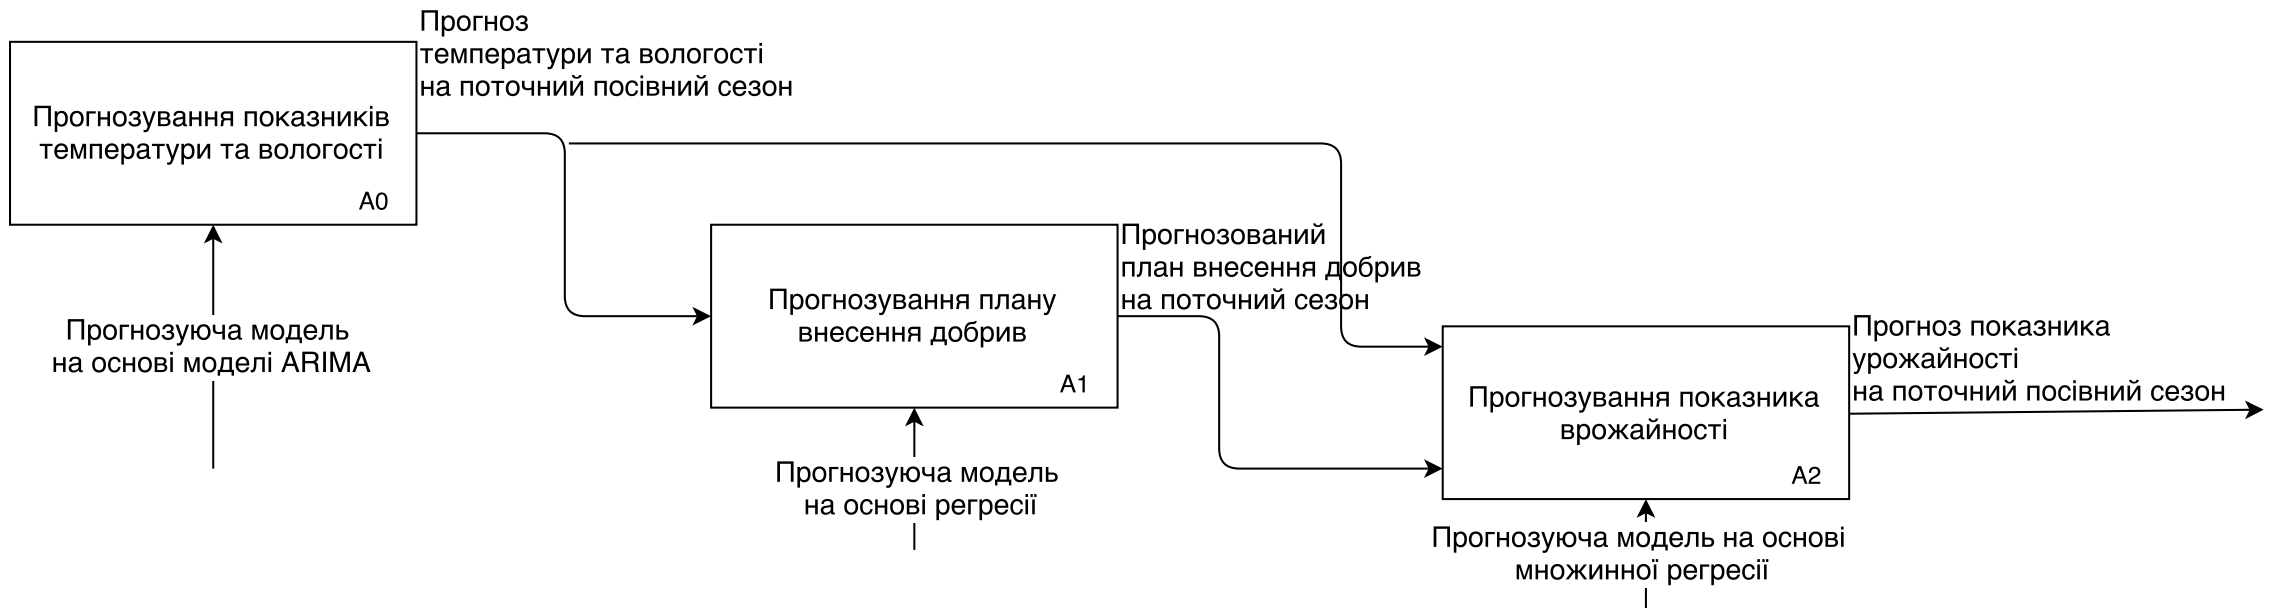 Прогноз
температури та вологості
на поточний посівний сезон
Прогнозування показників
температури та вологості
A0
Прогнозуюча модель
на основі моделі ARIMA
Прогнозований
план внесення добрив
на поточний сезон
Прогнозування плану
внесення добрив
A1
Прогнозуюча модель
на основі регресії
Прогноз показника
урожайності
на поточний посівний сезон
Прогнозування показника
врожайності
A2
Прогнозуюча модель на основі
множинної регресії